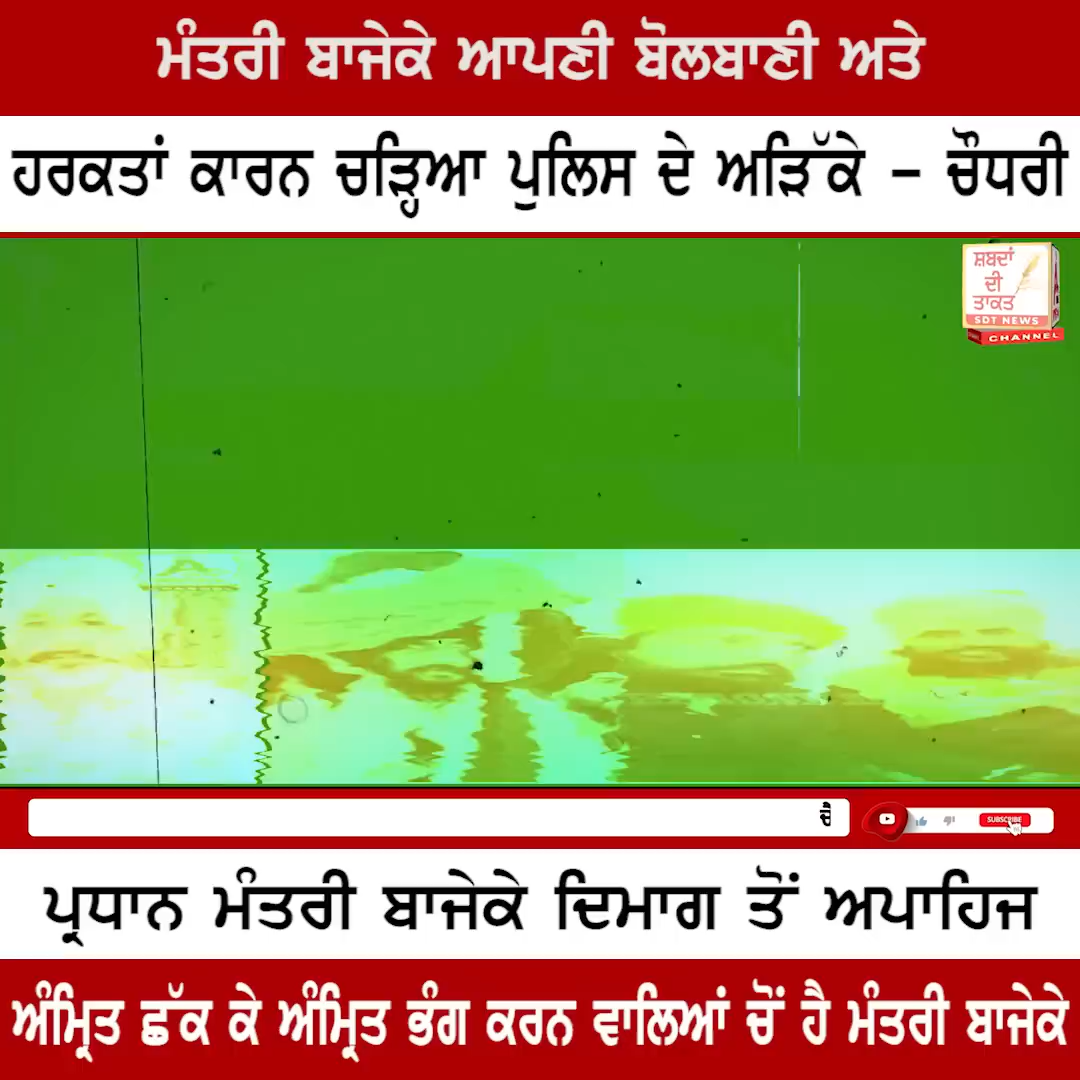 ਮੰਤਰੀ ਬਾਜੇਕੇ ਆਪਣੀ ਬੋਲਬਾਣੀ ਅਤੇ
ਹਰਕਤਾਂ ਕਾਰਨ ਚੜ੍ਹਿਆ ਪੁਲਿਸ ਦੇ ਅੜਿੱਕੇ – ਚੌਧਰੀ
ਸ਼ਬਦਾਂ
ਦੀ
ਤਾਕਤ
SDT NEWS
CHANNEL
SUBSCRIBE
ਪ੍ਰਧਾਨ ਮੰਤਰੀ ਬਾਜੇਕੇ ਦਿਮਾਗ ਤੋਂ ਅਪਾਹਿਜ
ਅੰਮ੍ਰਿਤ ਛੱਕ ਕੇ ਅੰਮ੍ਰਿਤ ਭੰਗ ਕਰਨ ਵਾਲਿਆਂ ਚੋਂ ਹੈ ਮੰਤਰੀ ਬਾਜੇਕੇ